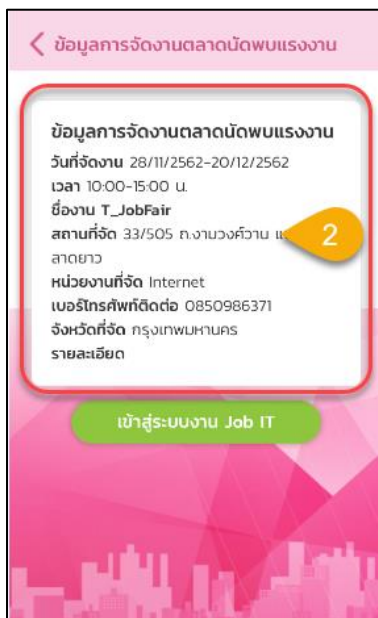 ข้อมูลการจัดงานตลาดนัดพบแรงงาน
ข้อมูลการจัดงานตลาดนัดพบแรงงาน
วันที่จัดงาน 28/11/2562-20/12/2562
เวลา 10:00-15:00 น.
ชื่องาน T_JobFair
สถานที่จัด 33/505 ถ.งามวงศ์วาน
2
ลาดยาว
หน่วยงานที่จัด Internet
เบอร์โทรศัพท์ติดต่อ 0850986371
จังหวัดที่จัด กรุงเทพมหานคร
รายละเอียด
เข้าสู่ระบบงาน Job IT